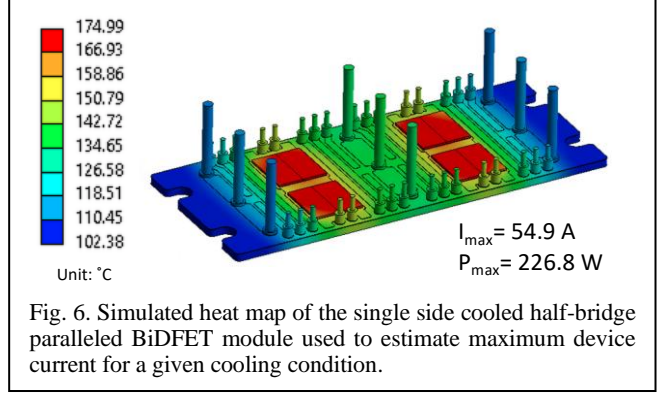 174.99
166.93
158.86
150.79
142.72
134.65
126.58
118.51
110.45
102.38
Unit: ˚C
Imax= 54.9 A
Pmax= 226.8 W
Fig. 6. Simulated heat map of the single side cooled half-bridge
paralleled BiDFET module used to estimate maximum device
current for a given cooling condition.